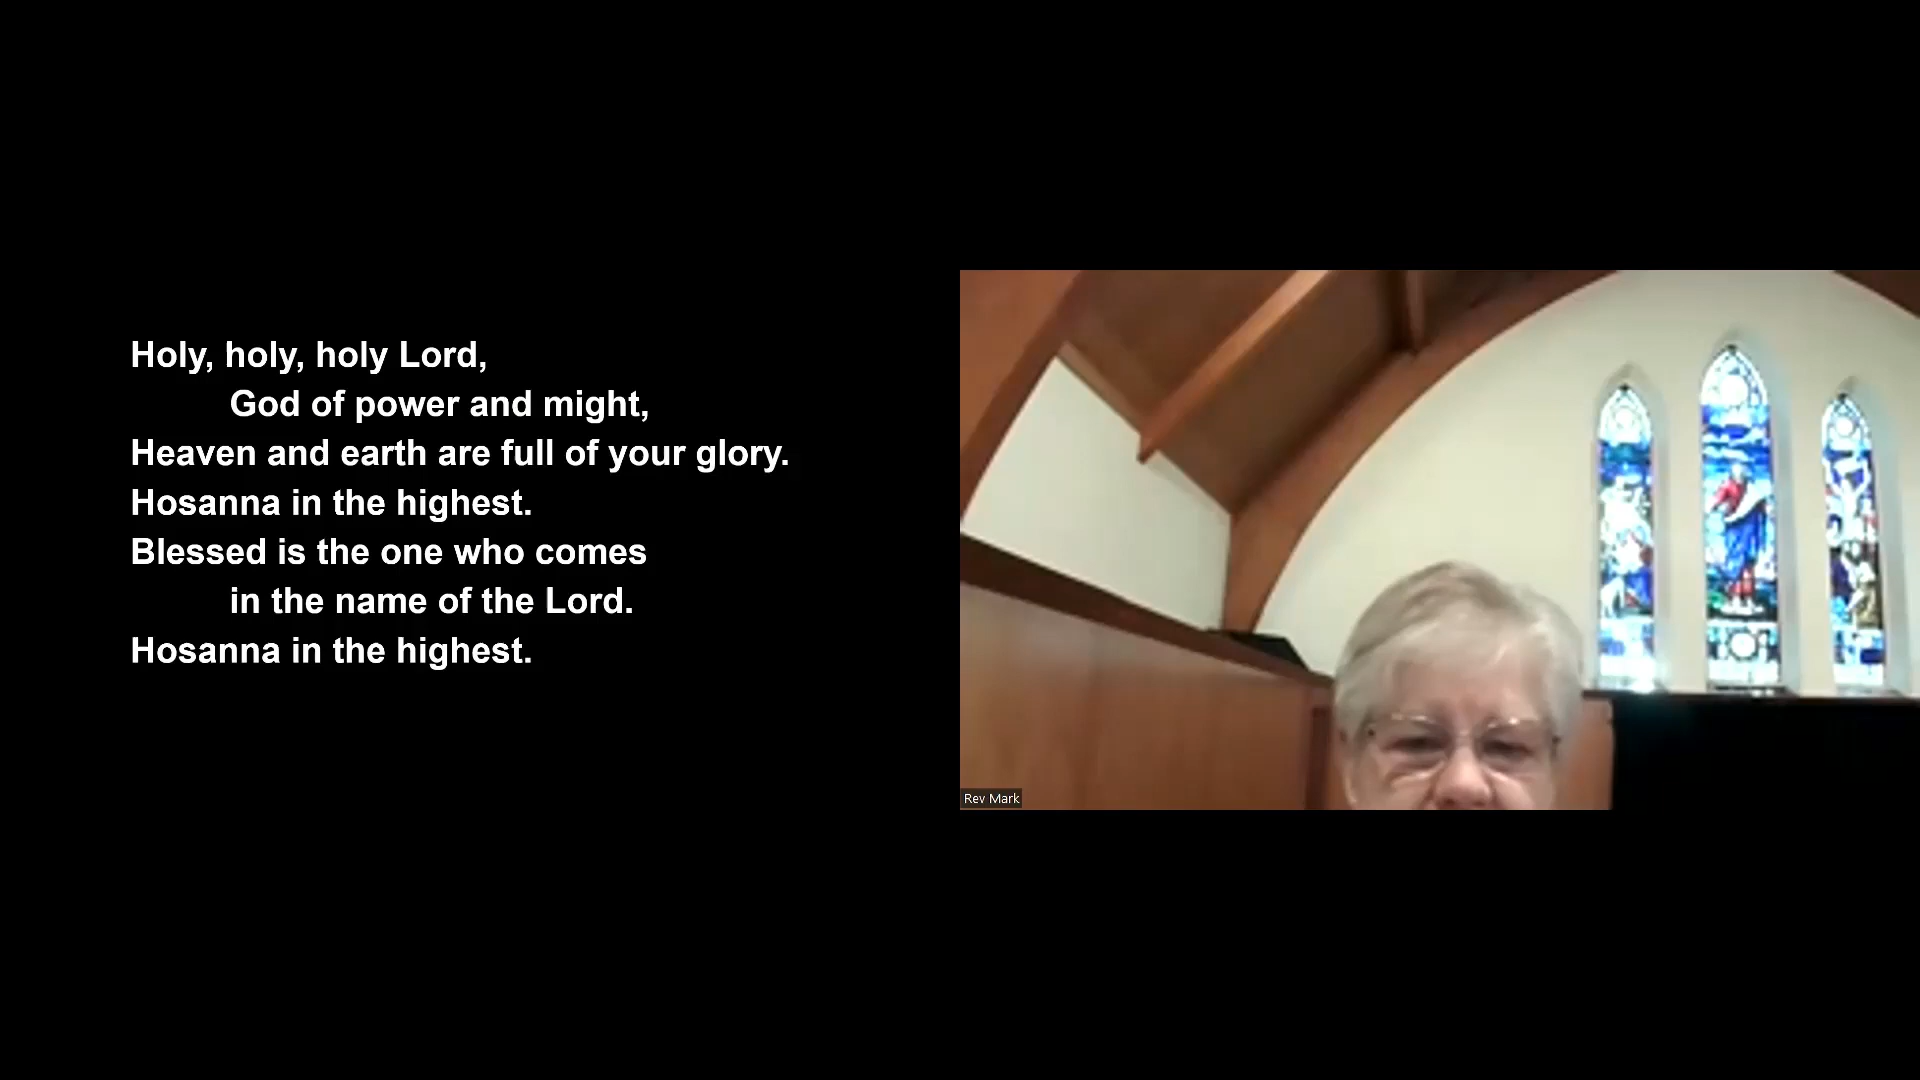 Holy, holy, holy Lord,
God of power and might,
Heaven and earth are full of your glory.
Hosanna in the highest.
Blessed is the one who comes
in the name of the Lord.
Hosanna in the highest.
Rev Mark